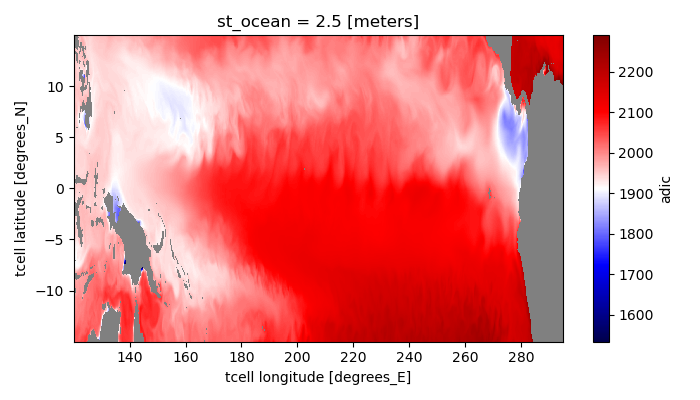 st_ocean = 2.5 [meters]
tcell latitude [degrees_N]
10
5
0
−5
−10
140 160 180 200 220 240 260 280
tcell longitude [degrees_E]
2200
2100
2000
1900
1800
1700
1600
adic